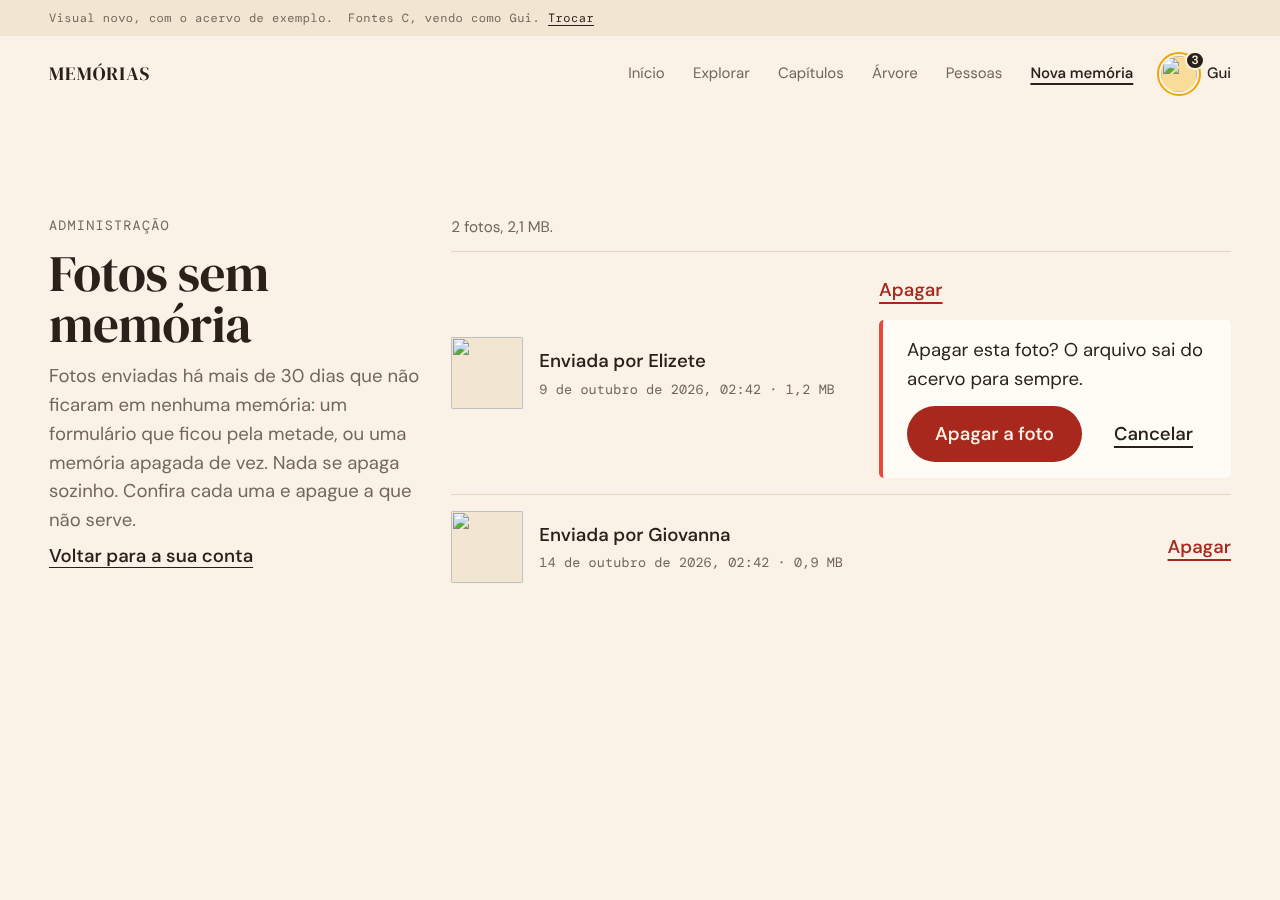 Visual novo, com o acervo de exemplo. Fontes C, vendo como Gui. Trocar
MEMÓRIAS
Início Explorar Capítulos Árvore Pessoas Nova memória 3 Gui
ADMINISTRAÇÃO
Fotos sem
memória
Fotos enviadas há mais de 30 dias que não
ficaram em nenhuma memória: um
formulário que ficou pela metade, ou uma
memória apagada de vez. Nada se apaga
sozinho. Confira cada uma e apague a que
não serve.
Voltar para a sua conta
2 fotos, 2,1 MB.
Enviada por Elizete
9 de outubro de 2026, 02:42 · 1,2 MB
Apagar
Apagar esta foto? O arquivo sai do
acervo para sempre.
Apagar a foto Cancelar
Enviada por Giovanna
14 de outubro de 2026, 02:42 · 0,9 MB
Apagar